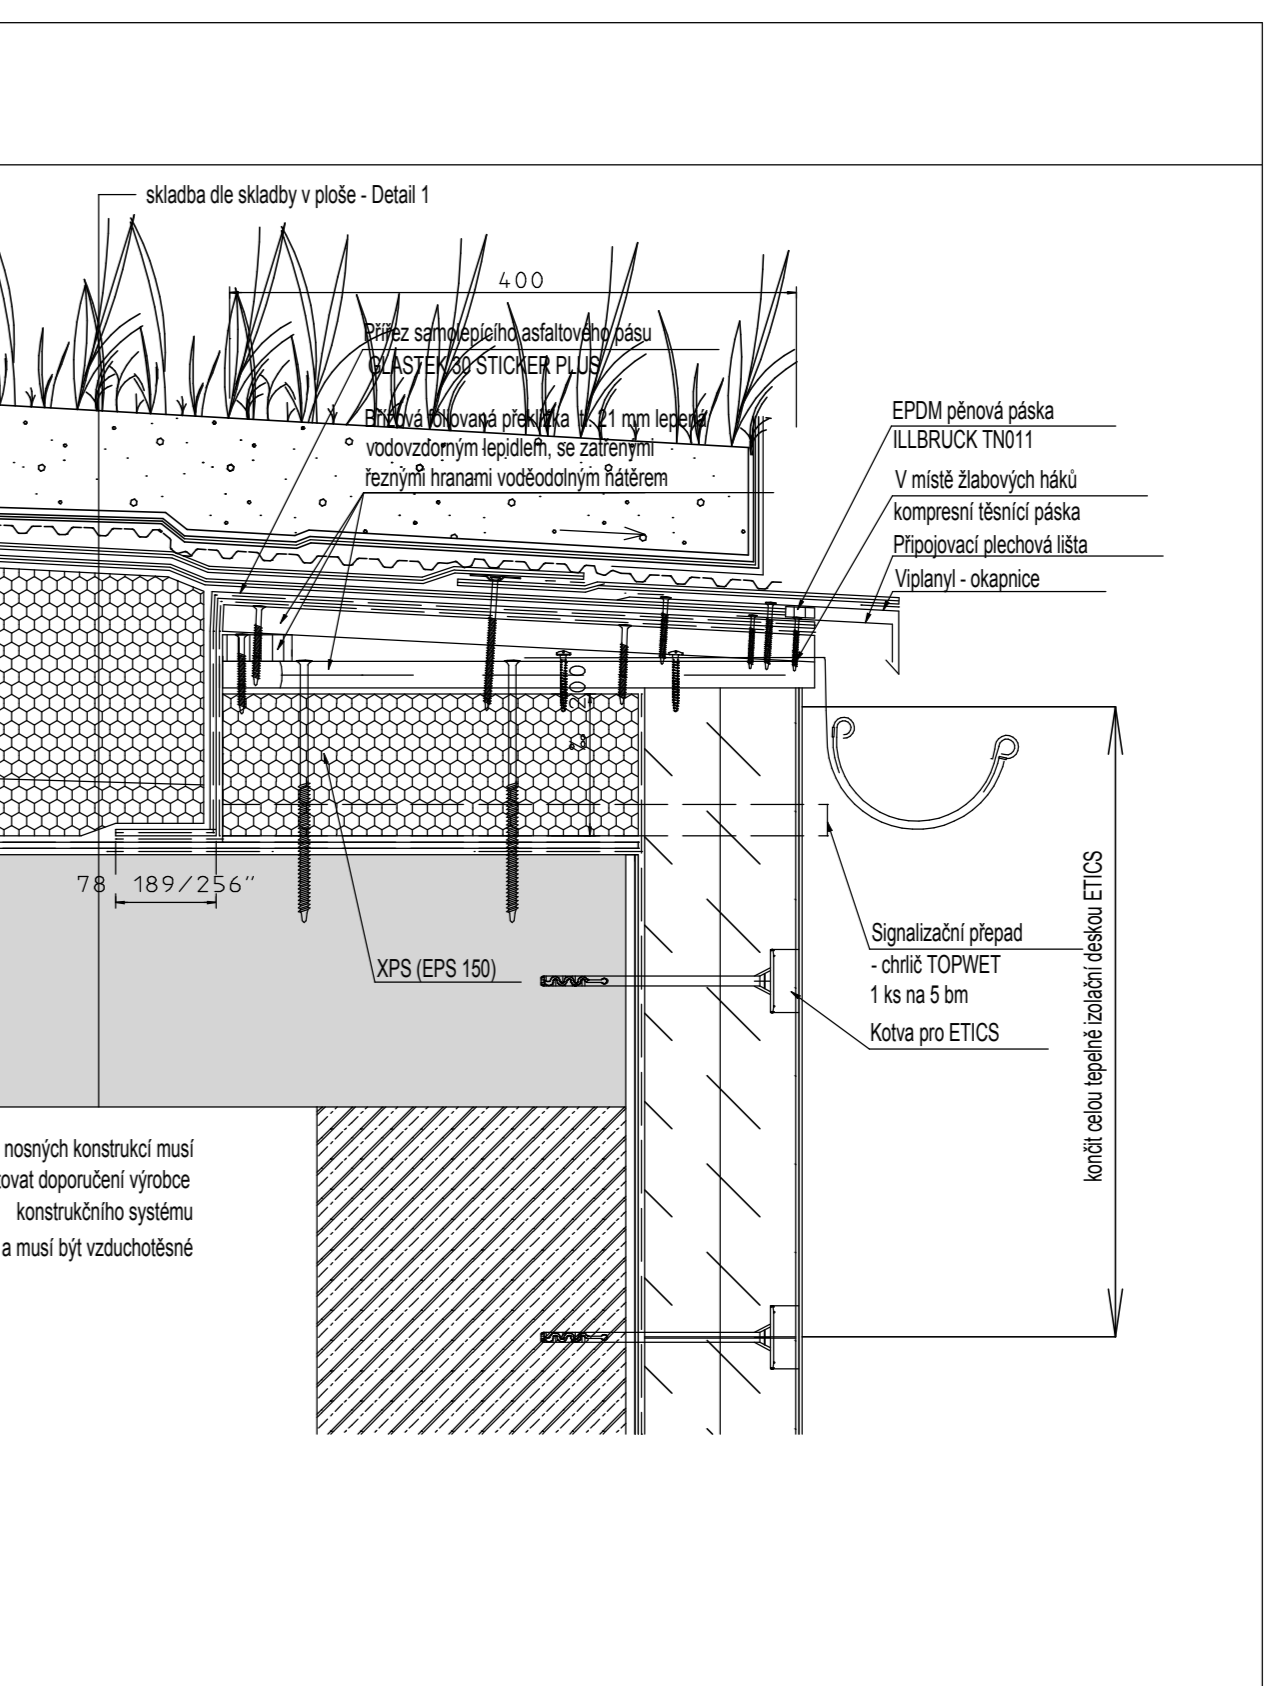 skladba dle skladby v ploše - Detail 1
400
Přířez samolepícího asfaltového pásu
GLASTEK 30 STICKER PLUS
Břízová foliovaná překližka tl. 21 mm lepená
vodovzdorným lepidlem, se zatřenými
řeznými hranami voděodolným nátěrem
EPDM pěnová páska
ILLBRUCK TN011
V místě žlabových háků
kompresní těsnící páska
Připojovací plechová lišta
Viplanyl - okapnice
200
78 189/256"
XPS (EPS 150)
Signalizační přepad
- chrlič TOPWET
1 ks na 5 bm
Kotva pro ETICS
končit celou tepelně izolační deskou ETICS
nosných konstrukcí musí
ovat doporučení výrobce
konstrukčního systému
a musí být vzduchotěsné